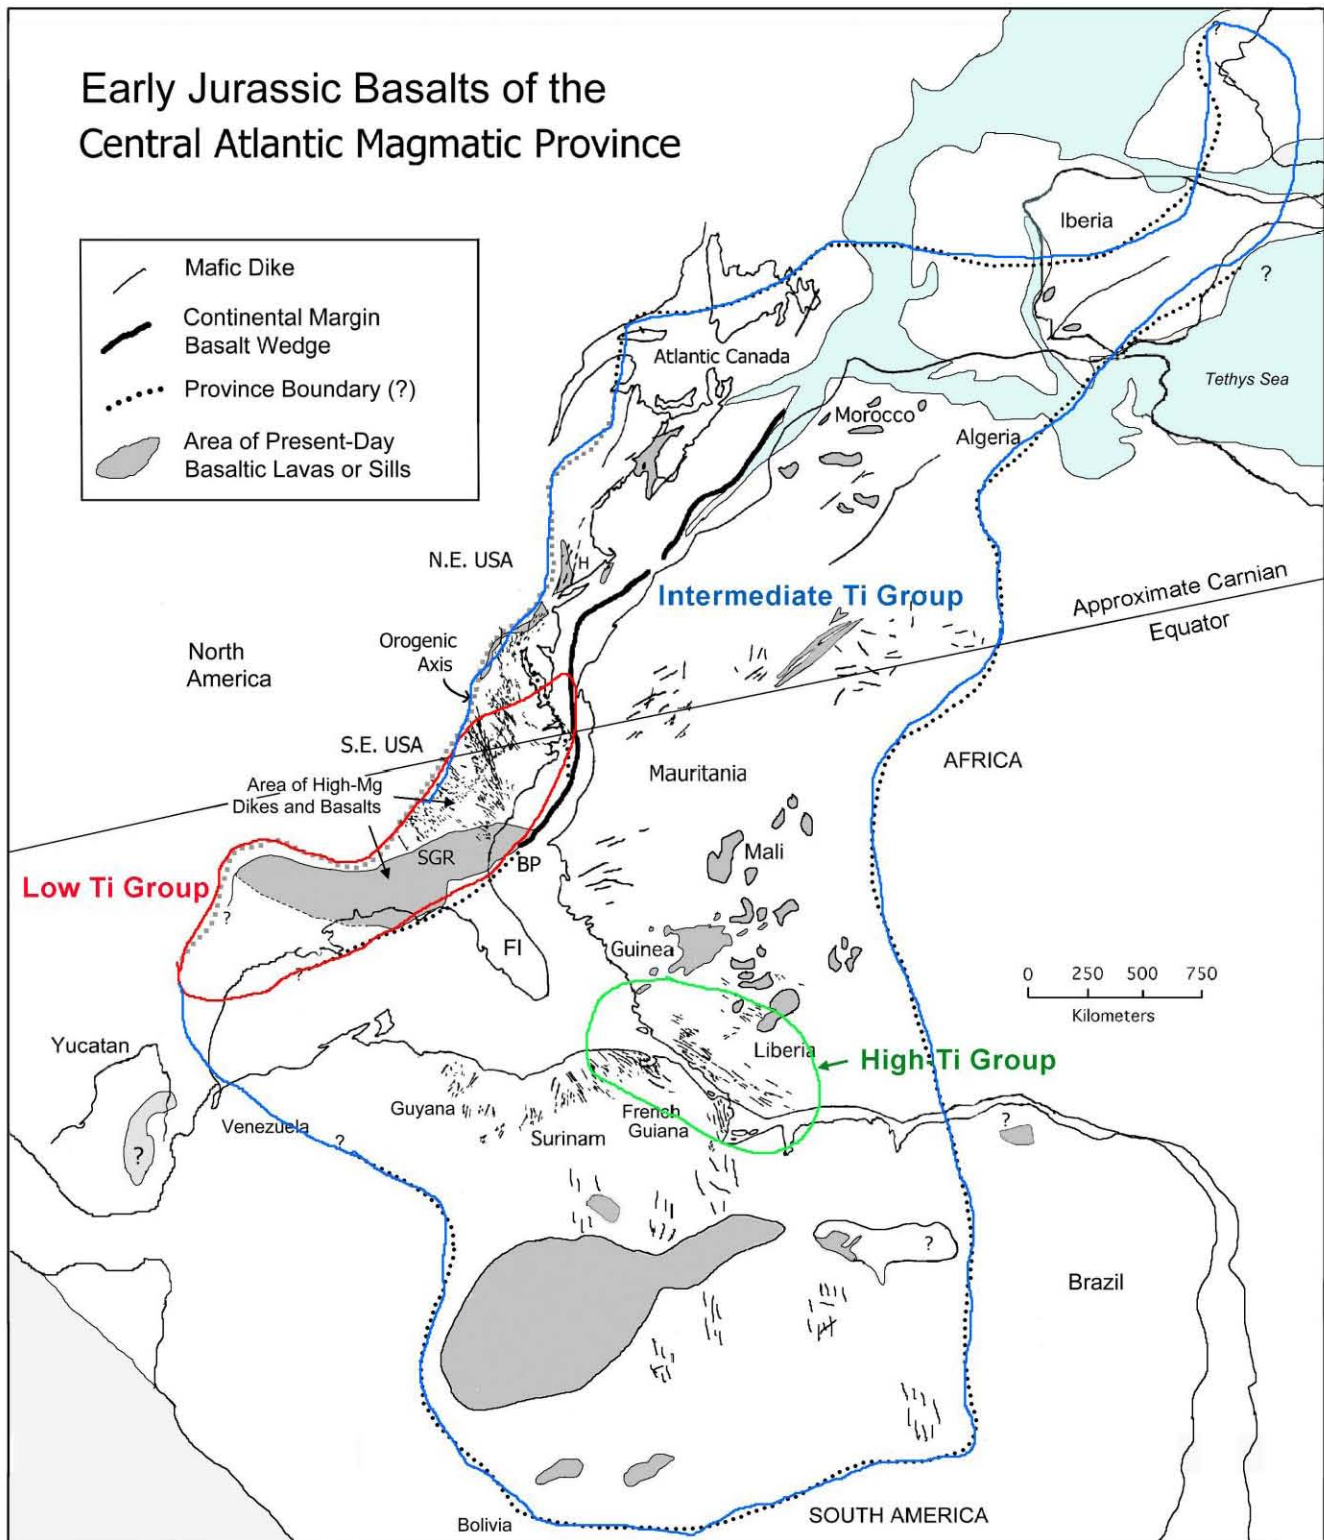 Early Jurassic Basalts of the
Central Atlantic Magmatic Province
Mafic Dike
Continental Margin
Basalt Wedge
Province Boundary (?)
Area of Present-Day
Basaltic Lavas or Sills
?
Iberia
?
Tethys Sea
Atlantic Canada
Morocco
Algeria
N.E. USA
H
Intermediate Ti Group
Approximate Carnian
Equator
Orogenic
Axis
North
America
S.E. USA
Area of High-Mg
Dikes and Basalts
Mauritania
AFRICA
SGR
BP
Mali
Low Ti Group
?
FI
Guinea
?
0 250 500 750
Kilometers
Yucatan
Liberia
High-Ti Group
Guyana
French
Guiana
Venezuela
?
Surinam
?
?
?
Brazil
Bolivia
SOUTH AMERICA